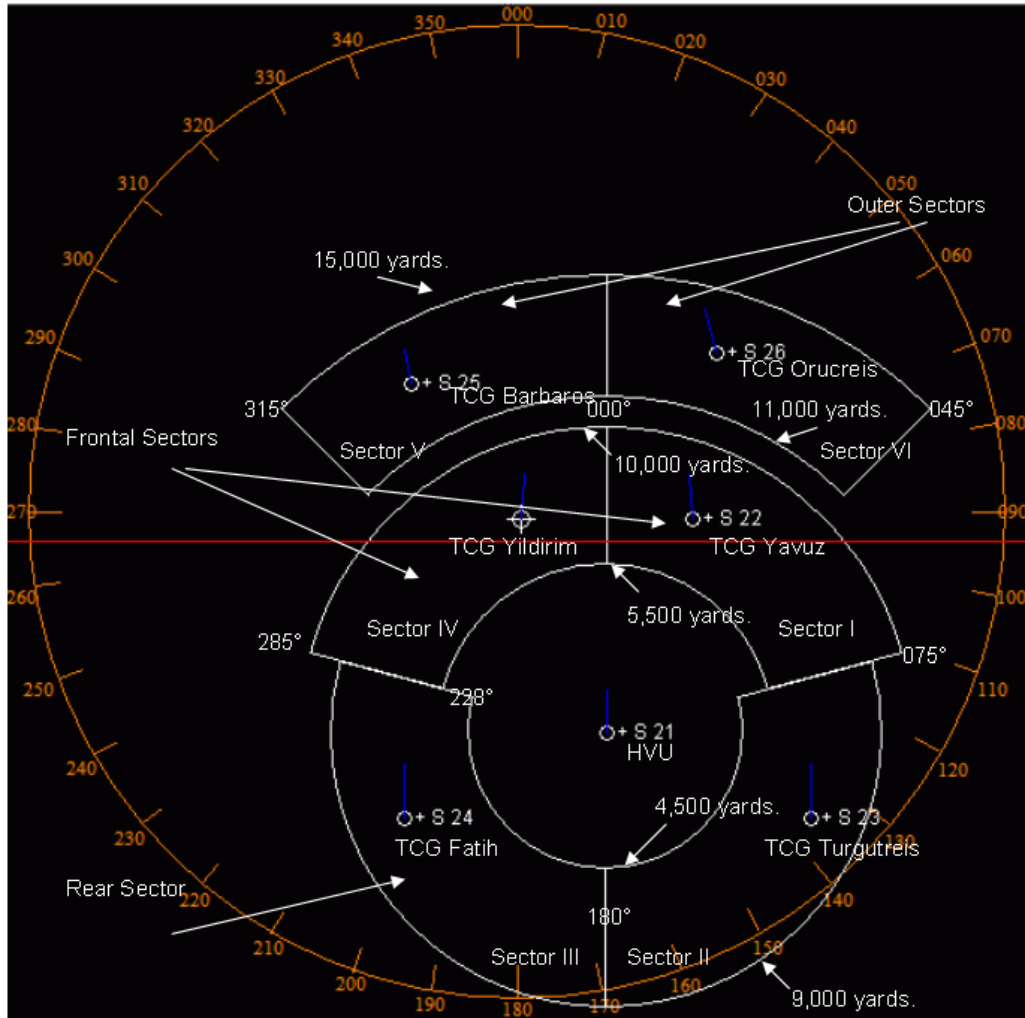 000
350
010
340
020
330
030
320
040
310
050
Outer Sectors
300
15,000 yards.
060
290
070
+ S 26
TCG Orucreis
+ S 25
TCG Barbaros
315°
000°
11,000 yards.
045°
280
080
Frontal Sectors
Sector V
10,000 yards.
Sector VI
270
+ S 22
090
TCG Yildirim
TCG Yavuz
260
100
5,500 yards.
285°
Sector IV
Sector I
075°
250
228°
110
+ S 21
HVU
240
120
4,500 yards.
230
+ S 24
+ S 23
130
TCG Fatih
TCG Turgutreis
Rear Sector
220
140
180°
210
150
Sector III
Sector II
200
160
190
180
170
9,000 yards.